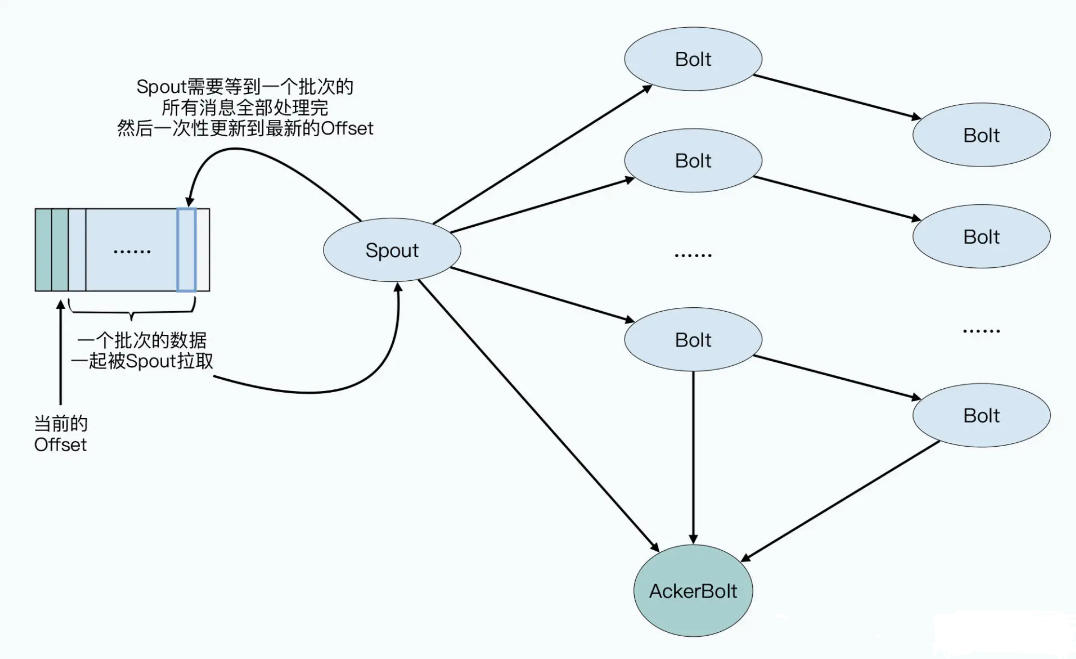 Spout需要等到一个批次的
所有消息全部处理完
然后一次性更新到最新的Offset
……
一个批次的数据
一起被Spout拉取
当前的
Offset
Spout
Bolt
Bolt
……
Bolt
Bolt
Bolt
……
Bolt
AckerBolt